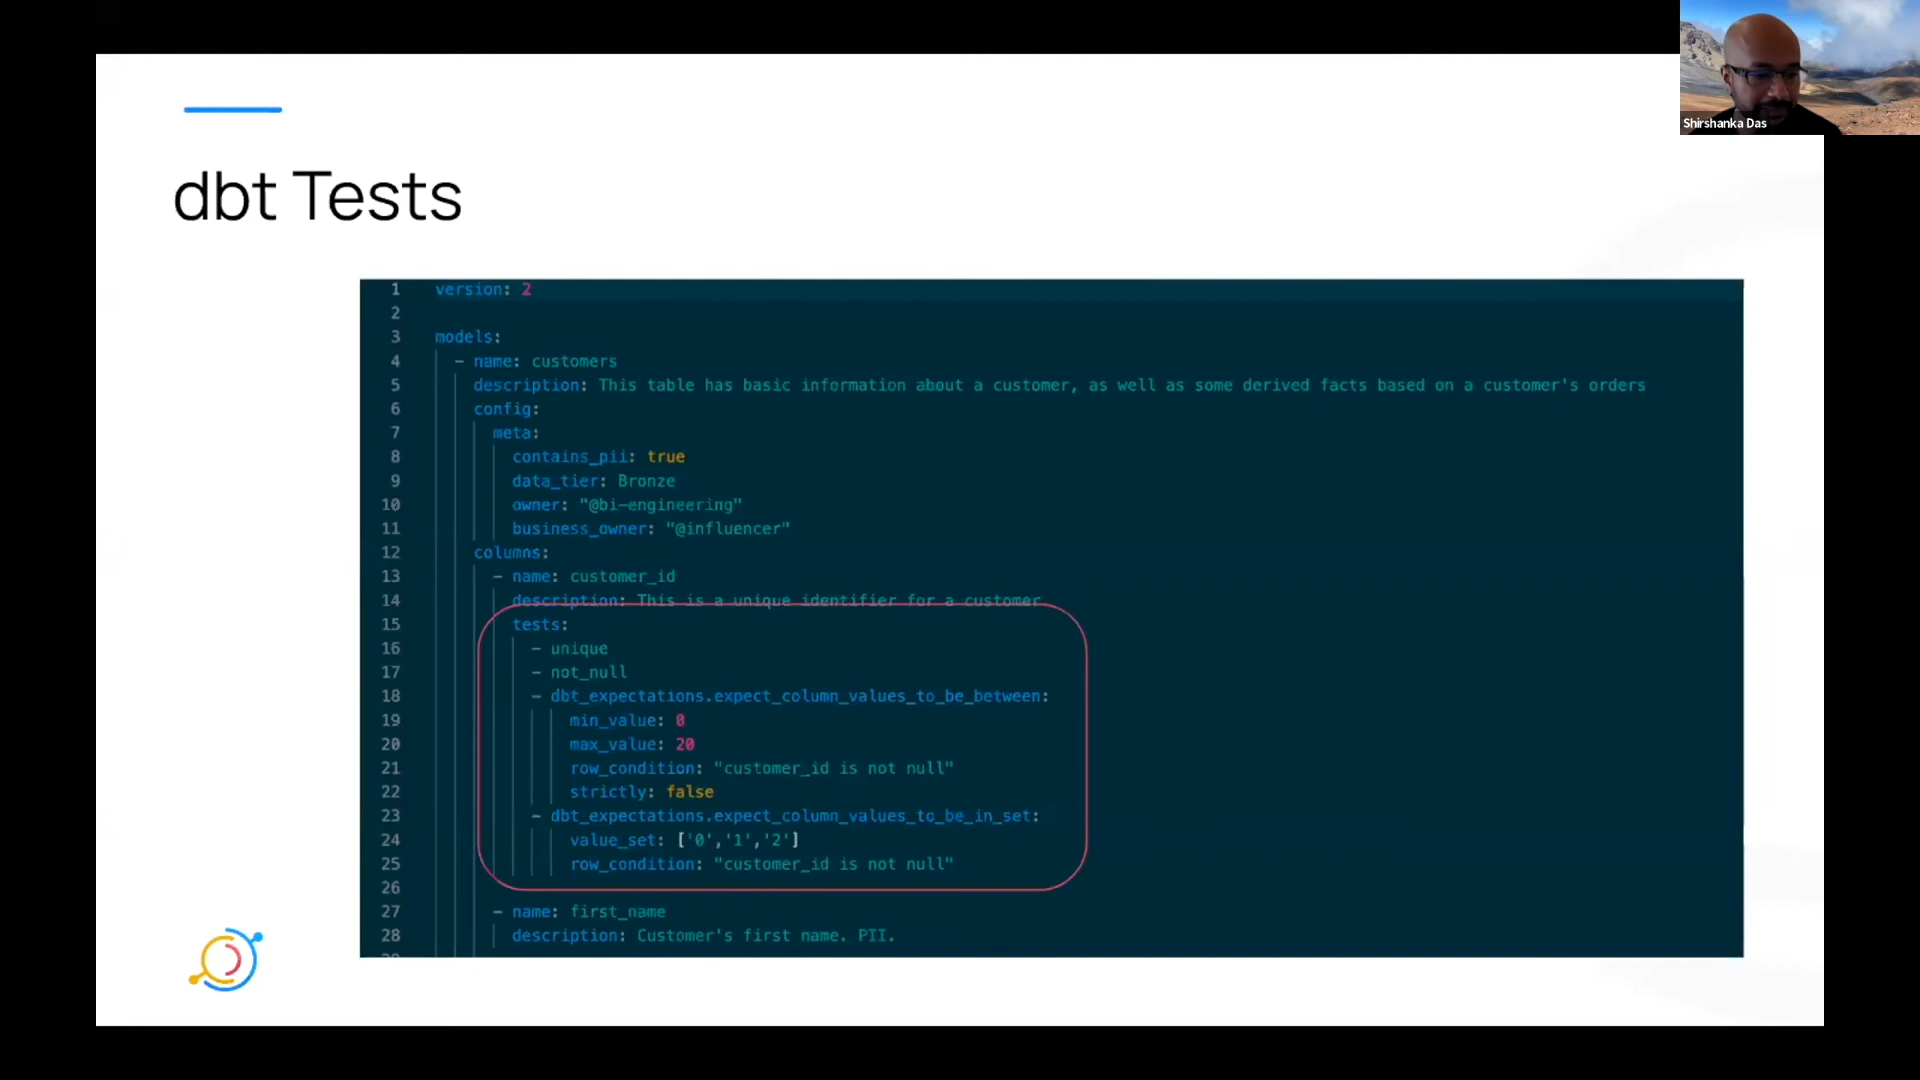 Shirshanka Das
dbt Tests
1 version: 2
2
3 models:
4 - name: customers
5 description: This table has basic information about a customer, as well as some derived facts based on a customer's orders
6 config:
7 meta:
8 contains_pii: true
9 data_tier: Bronze
10 owner: "@bi-engineering"
11 business_owner: "@influencer"
12 columns:
13 - name: customer_id
14 description: This is a unique identifier for a customer
15 tests:
16 - unique
17 - not_null
18 - dbt_expectations.expect_column_values_to_be_between:
19 min_value: 0
20 max_value: 20
21 row_condition: "customer_id is not null"
22 strictly: false
23 - dbt_expectations.expect_column_values_to_be_in_set:
24 value_set: ['0','1','2']
25 row_condition: "customer_id is not null"
26
27 - name: first_name
28 description: Customer's first name. PII.